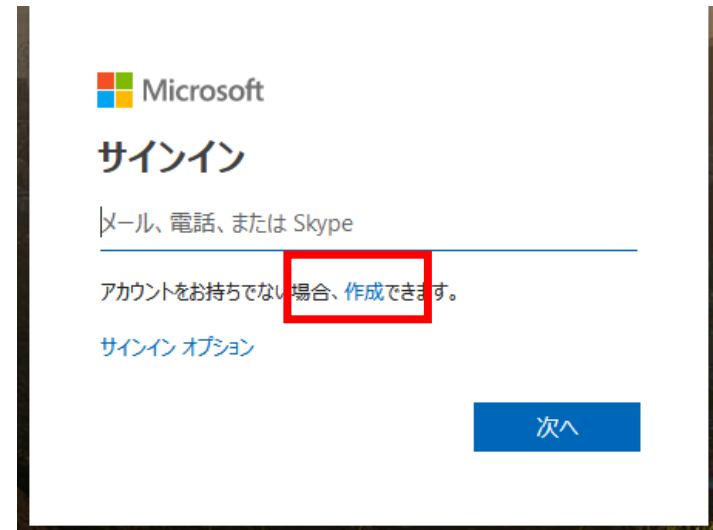 Microsoft
サインイン
メール、電話、または Skype
アカウントをお持ちでない場合、作成できます。
サインイン オプション
次へ